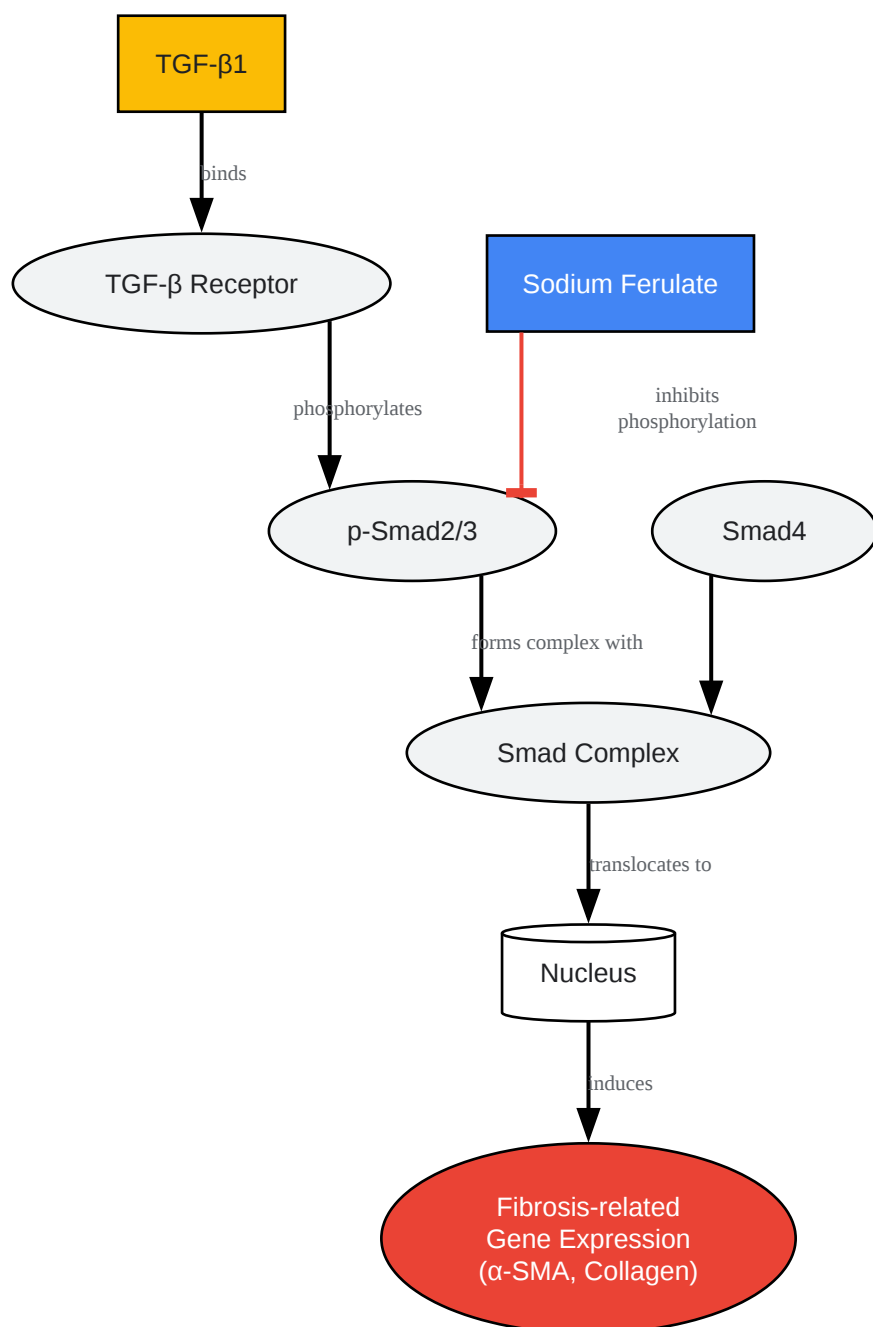 TGF-β1
binds
TGF-β Receptor
Sodium Ferulate
phosphorylates
inhibits
phosphorylation
p-Smad2/3
Smad4
forms complex with
Smad Complex
translocates to
Nucleus
induces
Fibrosis-related
Gene Expression
(α-SMA, Collagen)